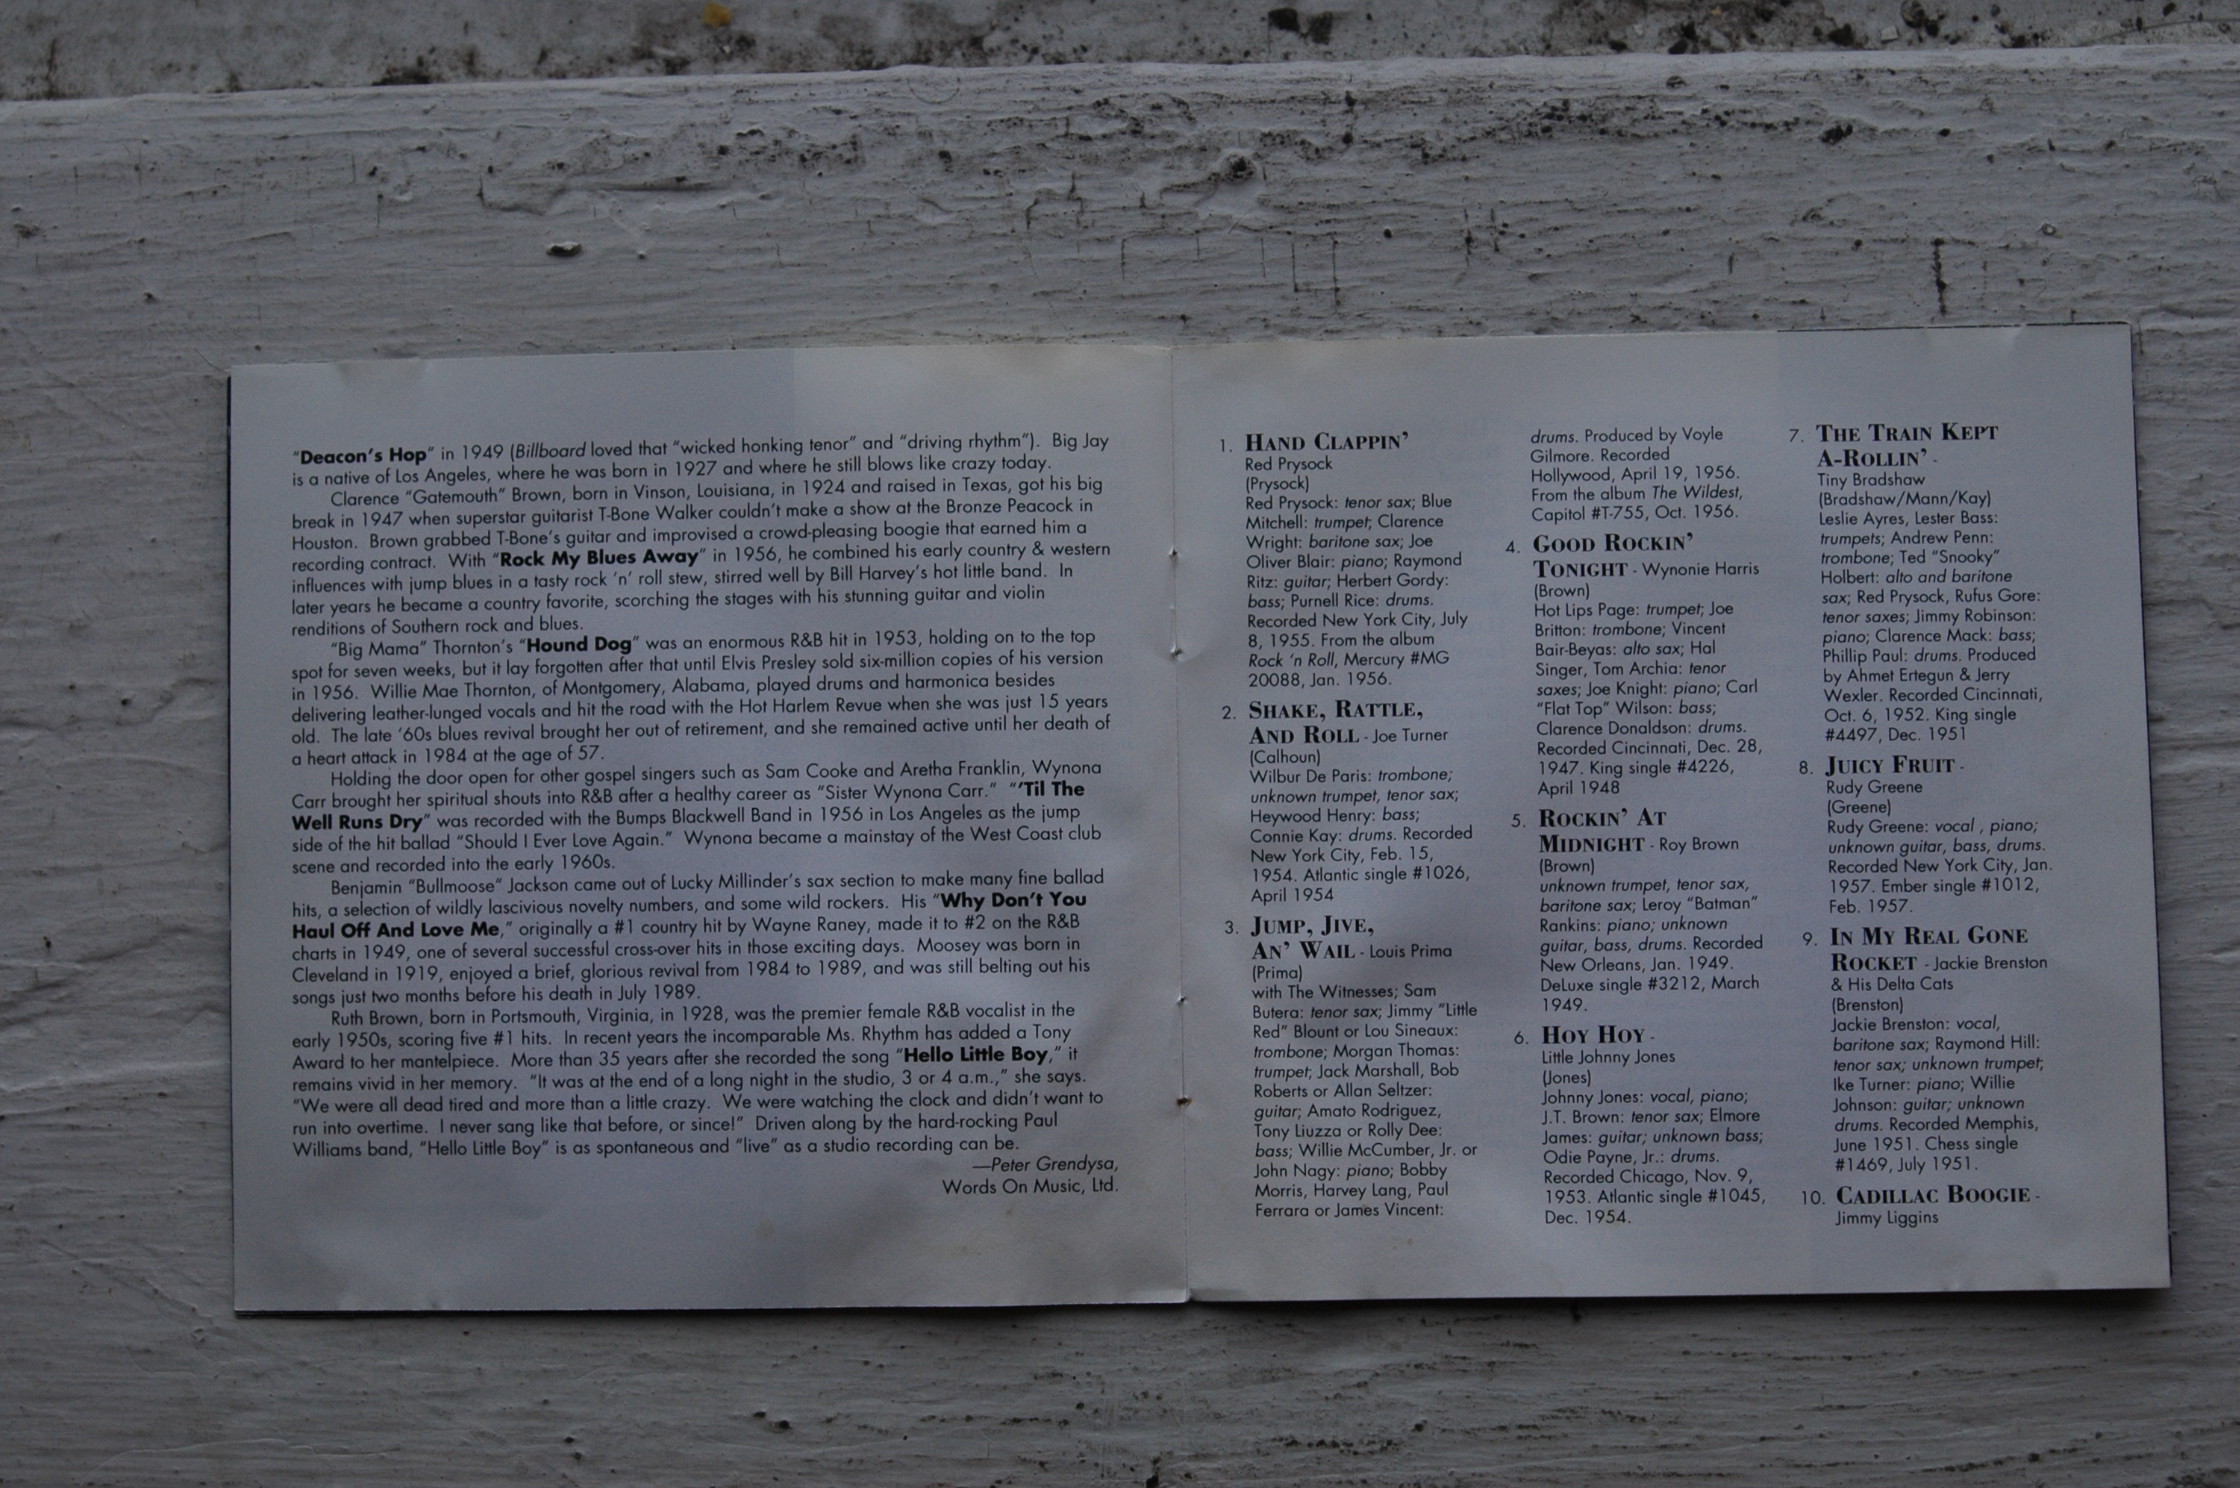 "Deacon's Hop" in 1949 (Billboard loved that "wicked honking tenor" and "driving rhythm"). Big Jay
is a native of Los Angeles, where he was born in 1927 and where he still blows like crazy today.
Clarence "Gatemouth" Brown, born in Vinson, Louisiana, in 1924 and raised in Texas, got his big
break in 1947 when superstar guitarist T-Bone Walker couldn't make a show at the Bronze Peacock in
Houston. Brown grabbed T-Bone's guitar and improvised a crowd-pleasing boogie that earned him a
recording contract. With "Rock My Blues Away" in 1956, he combined his early country & western
influences with jump blues in a tasty rock 'n' roll stew, stirred well by Bill Harvey's hot little band. In
later years he became a country favorite, scorching the stages with his stunning guitar and violin
renditions of Southern rock and blues.
"Big Mama" Thornton's "Hound Dog" was an enormous R&B hit in 1953, holding on to the top
spot for seven weeks, but it lay forgotten after that until Elvis Presley sold six-million copies of his version
in 1956. Willie Mae Thornton, of Montgomery, Alabama, played drums and harmonica besides
delivering leather-lunged vocals and hit the road with the Hot Harlem Revue when she was just 15 years
old. The late '60s blues revival brought her out of retirement, and she remained active until her death of
a heart attack in 1984 at the age of 57.
Holding the door open for other gospel singers such as Sam Cooke and Aretha Franklin, Wynona
Carr brought her spiritual shouts into R&B after a healthy career as "Sister Wynona Carr." "'Til The
Well Runs Dry" was recorded with the Bumps Blackwell Band in 1956 in Los Angeles as the jump
side of the hit ballad "Should I Ever Love Again." Wynona became a mainstay of the West Coast club
scene and recorded into the early 1960s.
Benjamin "Bullmoose" Jackson came out of Lucky Millinder's sax section to make many fine ballad
hits, a selection of wildly lascivious novelty numbers, and some wild rockers. His "Why Don't You
Haul Off And Love Me," originally a #1 country hit by Wayne Raney, made it to #2 on the R&B
charts in 1949, one of several successful cross-over hits in those exciting days. Moosey was born in
Cleveland in 1919, enjoyed a brief, glorious revival from 1984 to 1989, and was still belting out his
songs just two months before his death in July 1989.
Ruth Brown, born in Portsmouth, Virginia, in 1928, was the premier female R&B vocalist in the
early 1950s, scoring five #1 hits. In recent years the incomparable Ms. Rhythm has added a Tony
Award to her mantelpiece. More than 35 years after she recorded the song "Hello Little Boy," it
remains vivid in her memory. "It was at the end of a long night in the studio, 3 or 4 a.m.," she says.
"We were all dead tired and more than a little crazy. We were watching the clock and didn't want to
run into overtime. I never sang like that before, or since!" Driven along by the hard-rocking Paul
Williams band, "Hello Little Boy" is as spontaneous and "live" as a studio recording can be.
—Peter Grendysa,
Words On Music, Ltd.
1. HAND CLAPPIN'
Red Prysock
(Prysock)
Red Prysock: tenor sax; Blue
Mitchell: trumpet; Clarence
Wright: baritone sax; Joe
Oliver Blair: piano; Raymond
Ritz: guitar; Herbert Gordy:
bass; Purnell Rice: drums.
Recorded New York City, July
8, 1955. From the album
Rock 'n Roll, Mercury #MG
20088, Jan. 1956.
2. SHAKE, RATTLE,
AND ROLL - Joe Turner
(Calhoun)
Wilbur De Paris: trombone;
unknown trumpet, tenor sax;
Heywood Henry: bass;
Connie Kay: drums. Recorded
New York City, Feb. 15,
1954. Atlantic single #1026,
April 1954
3. JUMP, JIVE,
AN' WAIL - Louis Prima
(Prima)
with The Witnesses; Sam
Butera: tenor sax; Jimmy "Little
Red" Blount or Lou Sineaux:
trombone; Morgan Thomas:
trumpet; Jack Marshall, Bob
Roberts or Allan Seltzer:
guitar; Amato Rodriguez,
Tony Liuzza or Rolly Dee:
bass; Willie McCumber, Jr. or
John Nagy: piano; Bobby
Morris, Harvey Lang, Paul
Ferrara or James Vincent:
drums. Produced by Voyle
Gilmore. Recorded
Hollywood, April 19, 1956.
From the album The Wildest,
Capitol #T-755, Oct. 1956.
4. GOOD ROCKIN'
TONIGHT - Wynonie Harris
(Brown)
Hot Lips Page: trumpet; Joe
Britton: trombone; Vincent
Bair-Beyas: alto sax; Hal
Singer, Tom Archia: tenor
saxes; Joe Knight: piano; Carl
"Flat Top" Wilson: bass;
Clarence Donaldson: drums.
Recorded Cincinnati, Dec. 28,
1947. King single #4226,
April 1948
5. ROCKIN' AT
MIDNIGHT - Roy Brown
(Brown)
unknown trumpet, tenor sax,
baritone sax; Leroy "Batman"
Rankins: piano; unknown
guitar, bass, drums. Recorded
New Orleans, Jan. 1949.
DeLuxe single #3212, March
1949.
6. HOY HOY -
Little Johnny Jones
(Jones)
Johnny Jones: vocal, piano;
J.T. Brown: tenor sax; Elmore
James: guitar; unknown bass;
Odie Payne, Jr.: drums.
Recorded Chicago, Nov. 9,
1953. Atlantic single #1045,
Dec. 1954.
7. THE TRAIN KEPT
A-ROLLIN' -
Tiny Bradshaw
(Bradshaw/Mann/Kay)
Leslie Ayres, Lester Bass:
trumpets; Andrew Penn:
trombone; Ted "Snooky"
Holbert: alto and baritone
sax; Red Prysock, Rufus Gore:
tenor saxes; Jimmy Robinson:
piano; Clarence Mack: bass;
Phillip Paul: drums. Produced
by Ahmet Ertegun & Jerry
Wexler. Recorded Cincinnati,
Oct. 6, 1952. King single
#4497, Dec. 1951
8. JUICY FRUIT -
Rudy Greene
(Greene)
Rudy Greene: vocal , piano;
unknown guitar, bass, drums.
Recorded New York City, Jan.
1957. Ember single #1012,
Feb. 1957.
9. IN MY REAL GONE
ROCKET - Jackie Brenston
& His Delta Cats
(Brenston)
Jackie Brenston: vocal,
baritone sax; Raymond Hill:
tenor sax; unknown trumpet;
Ike Turner: piano; Willie
Johnson: guitar; unknown
drums. Recorded Memphis,
June 1951. Chess single
#1469, July 1951.
10. CADILLAC BOOGIE -
Jimmy Liggins